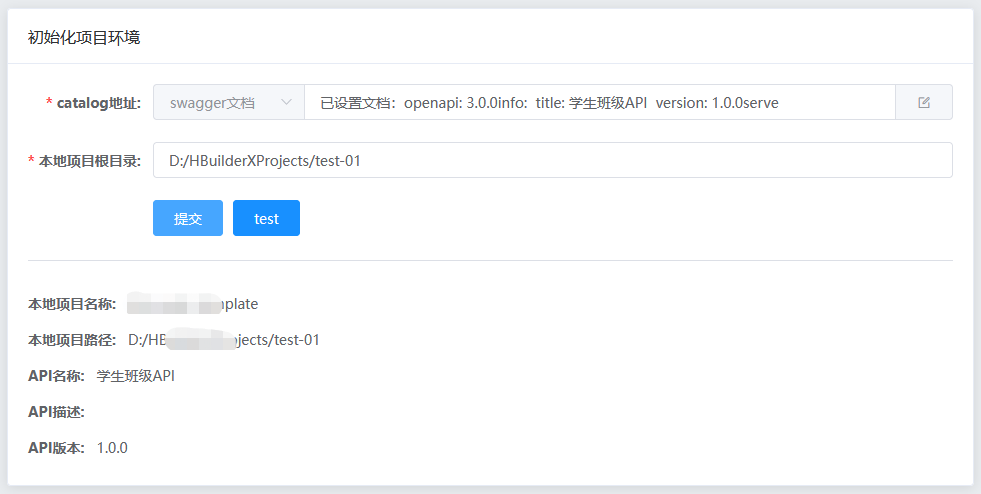 初始化项目环境
* catalog地址: swagger文档 已设置文档：openapi: 3.0.0info: title: 学生班级API version: 1.0.0serve
* 本地项目根目录: D:/HBuilderXProjects/test-01
提交 test
本地项目名称: plate
本地项目路径: D:/HB jects/test-01
API名称: 学生班级API
API描述:
API版本: 1.0.0